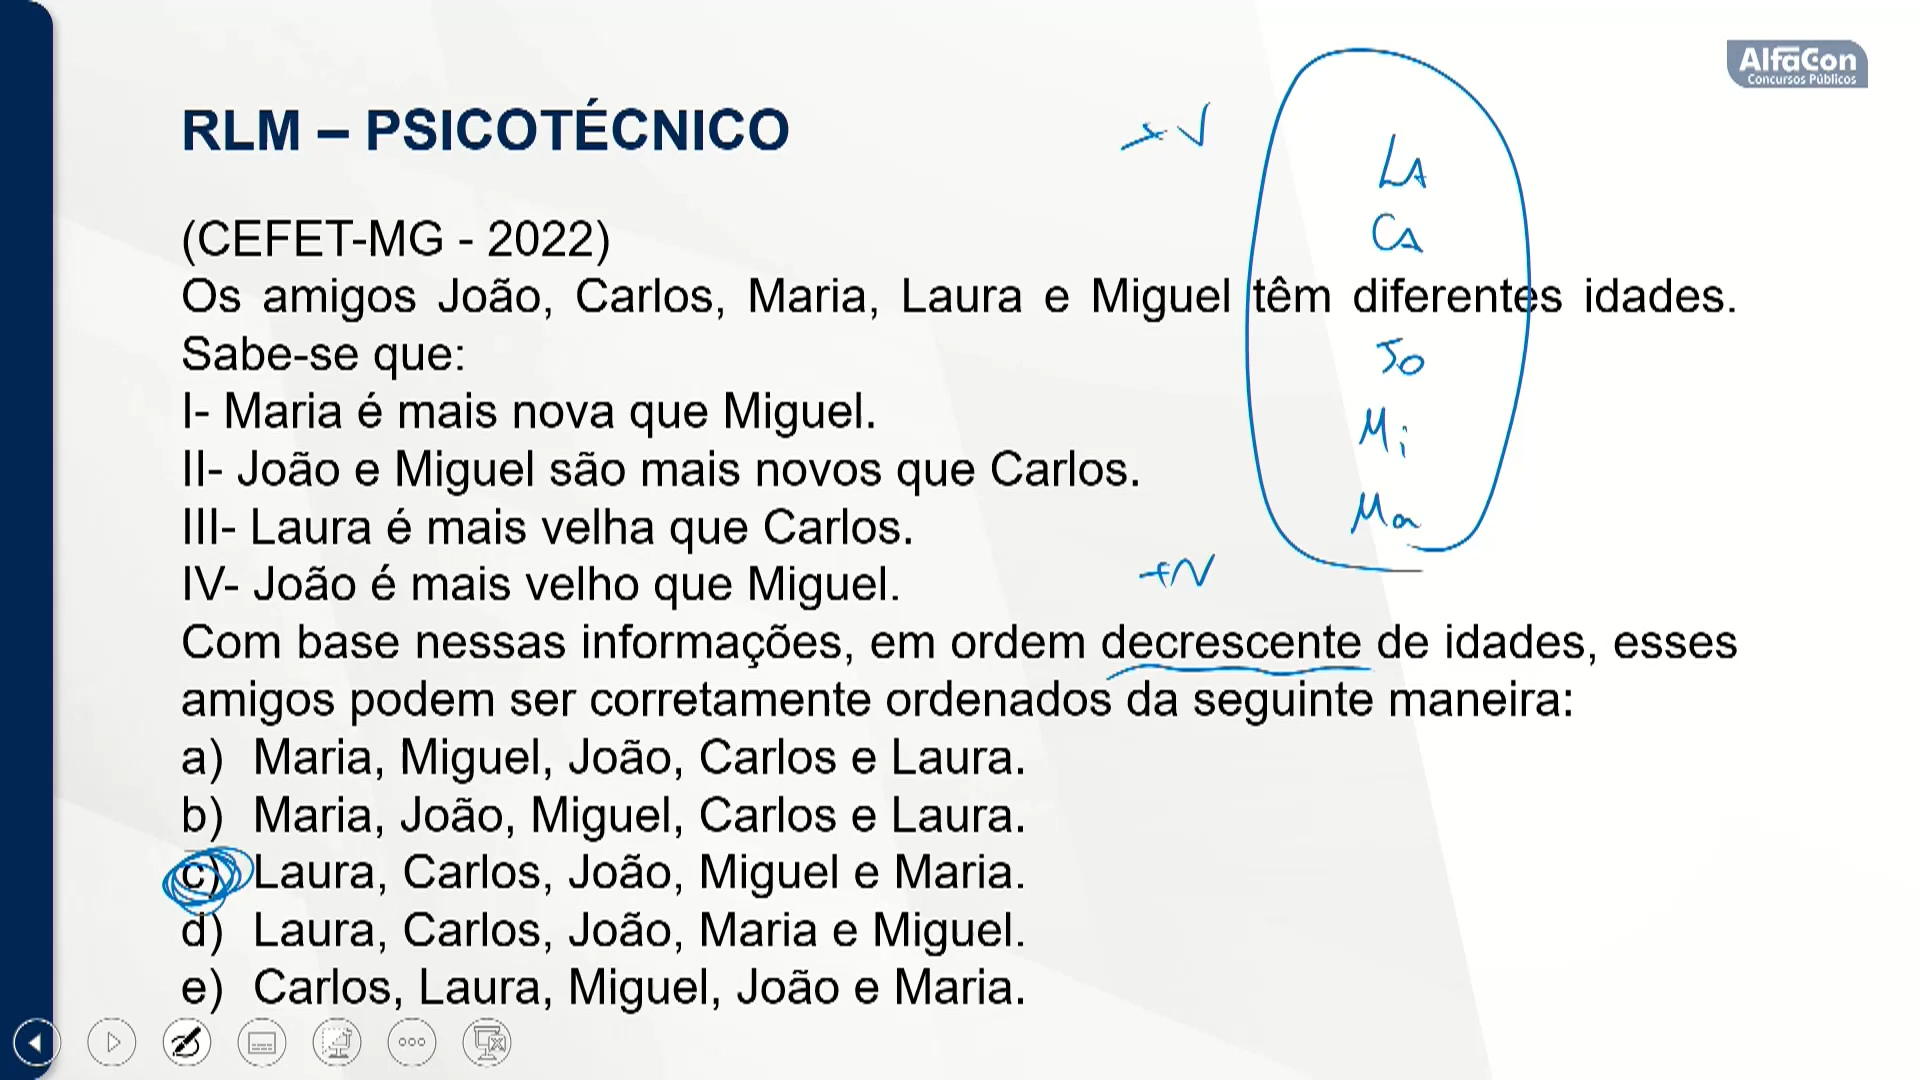 AlfaCon
Concursos Públicos
RLM – PSICOTÉCNICO
+V
LA
CA
(CEFET-MG - 2022)
Os amigos João, Carlos, Maria, Laura e Miguel têm diferentes idades.
Sabe-se que:
Jo
I- Maria é mais nova que Miguel.
Mi
II- João e Miguel são mais novos que Carlos.
III- Laura é mais velha que Carlos.
Ma
IV- João é mais velho que Miguel.
+N
Com base nessas informações, em ordem decrescente de idades, esses
amigos podem ser corretamente ordenados da seguinte maneira:
a) Maria, Miguel, João, Carlos e Laura.
b) Maria, João, Miguel, Carlos e Laura.
c) Laura, Carlos, João, Miguel e Maria.
d) Laura, Carlos, João, Maria e Miguel.
e) Carlos, Laura, Miguel, João e Maria.